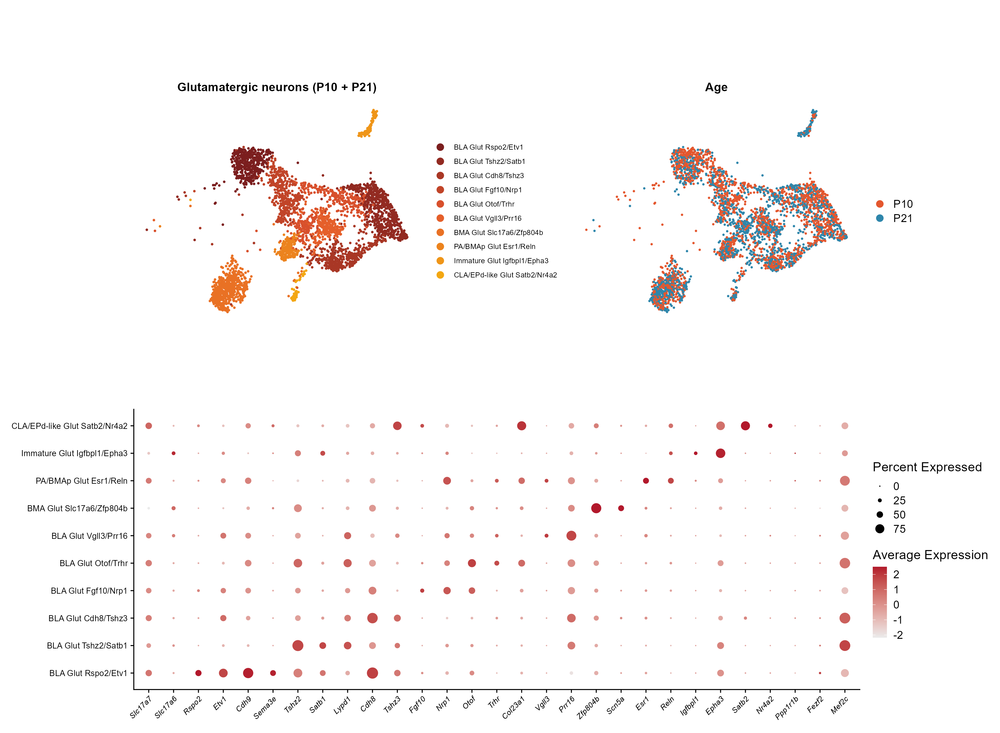 Glutamatergic neurons (P10 + P21)
BLA Glut Rspo2/Etv1
BLA Glut Tshz2/Satb1
BLA Glut Cdh8/Tshz3
BLA Glut Fgf10/Nrp1
BLA Glut Otof/Trhr
BLA Glut Vgll3/Prr16
BMA Glut Slc17a6/Zfp804b
PA/BMAp Glut Esr1/Reln
Immature Glut Igfbpl1/Epha3
CLA/EPd-like Glut Satb2/Nr4a2
Age
P10
P21
CLA/EPd-like Glut Satb2/Nr4a2
Immature Glut Igfbpl1/Epha3
PA/BMAp Glut Esr1/Reln
BMA Glut Slc17a6/Zfp804b
BLA Glut Vgll3/Prr16
BLA Glut Otof/Trhr
BLA Glut Fgf10/Nrp1
BLA Glut Cdh8/Tshz3
BLA Glut Tshz2/Satb1
BLA Glut Rspo2/Etv1
Slc17a7
Slc17a6
Rspo2
Etv1
Cdh9
Sema3e
Tshz2
Satb1
Lypd1
Cdh8
Tshz3
Fgf10
Nrp1
Otof
Trhr
Col23a1
Vgll3
Prr16
Zfp804b
Scn5a
Esr1
Reln
Igfbpl1
Epha3
Satb2
Nr4a2
Ppp1r1b
Fezf2
Mef2c
Percent Expressed
0
25
50
75
Average Expression
2
1
0
-1
-2